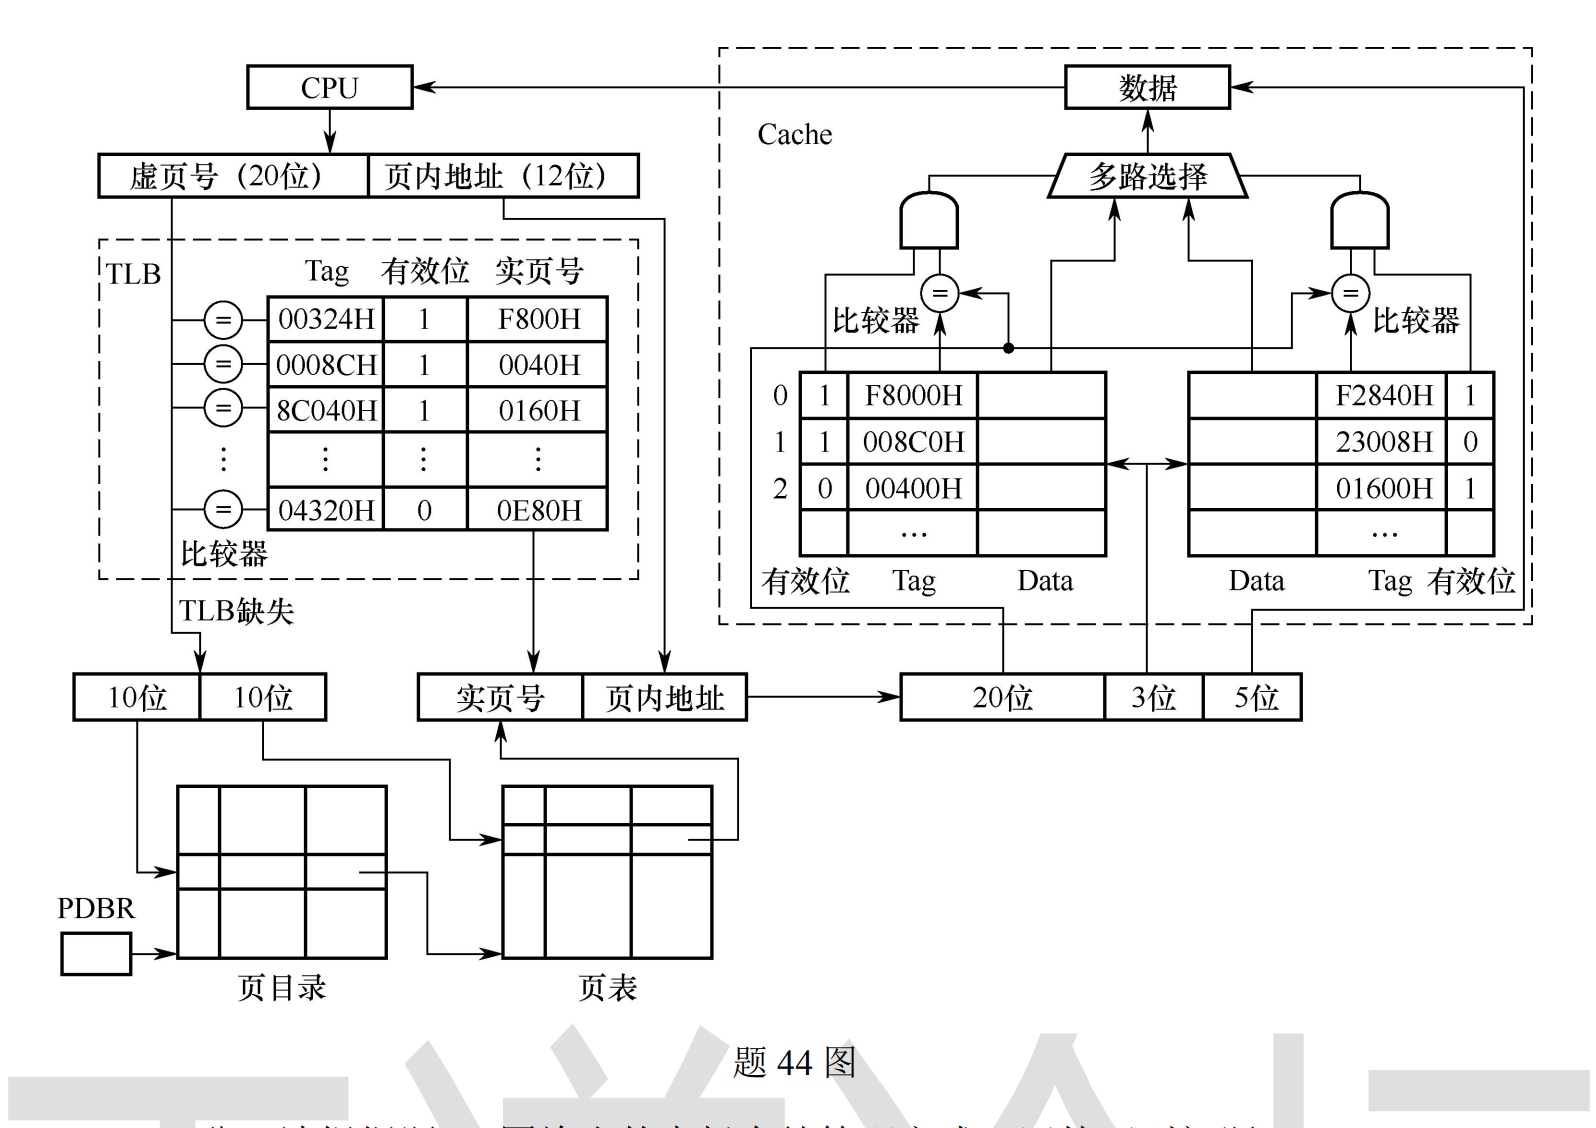 CPU
数据
Cache
虚页号（20位）
页内地址（12位）
多路选择
TLB
Tag
有效位
实页号
= 00324H 1 F800H
= 0008CH 1 0040H
= 8C040H 1 0160H
⋮ ⋮ ⋮ ⋮
= 04320H 0 0E80H
比较器
TLB缺失
=
比较器
=
比较器
0 1 F8000H
1 1 008C0H
2 0 00400H
…
有效位 Tag Data
F2840H 1
23008H 0
01600H 1
…
Data Tag 有效位
10位 10位
实页号 页内地址
20位 3位 5位
PDBR
页目录
页表
题 44 图